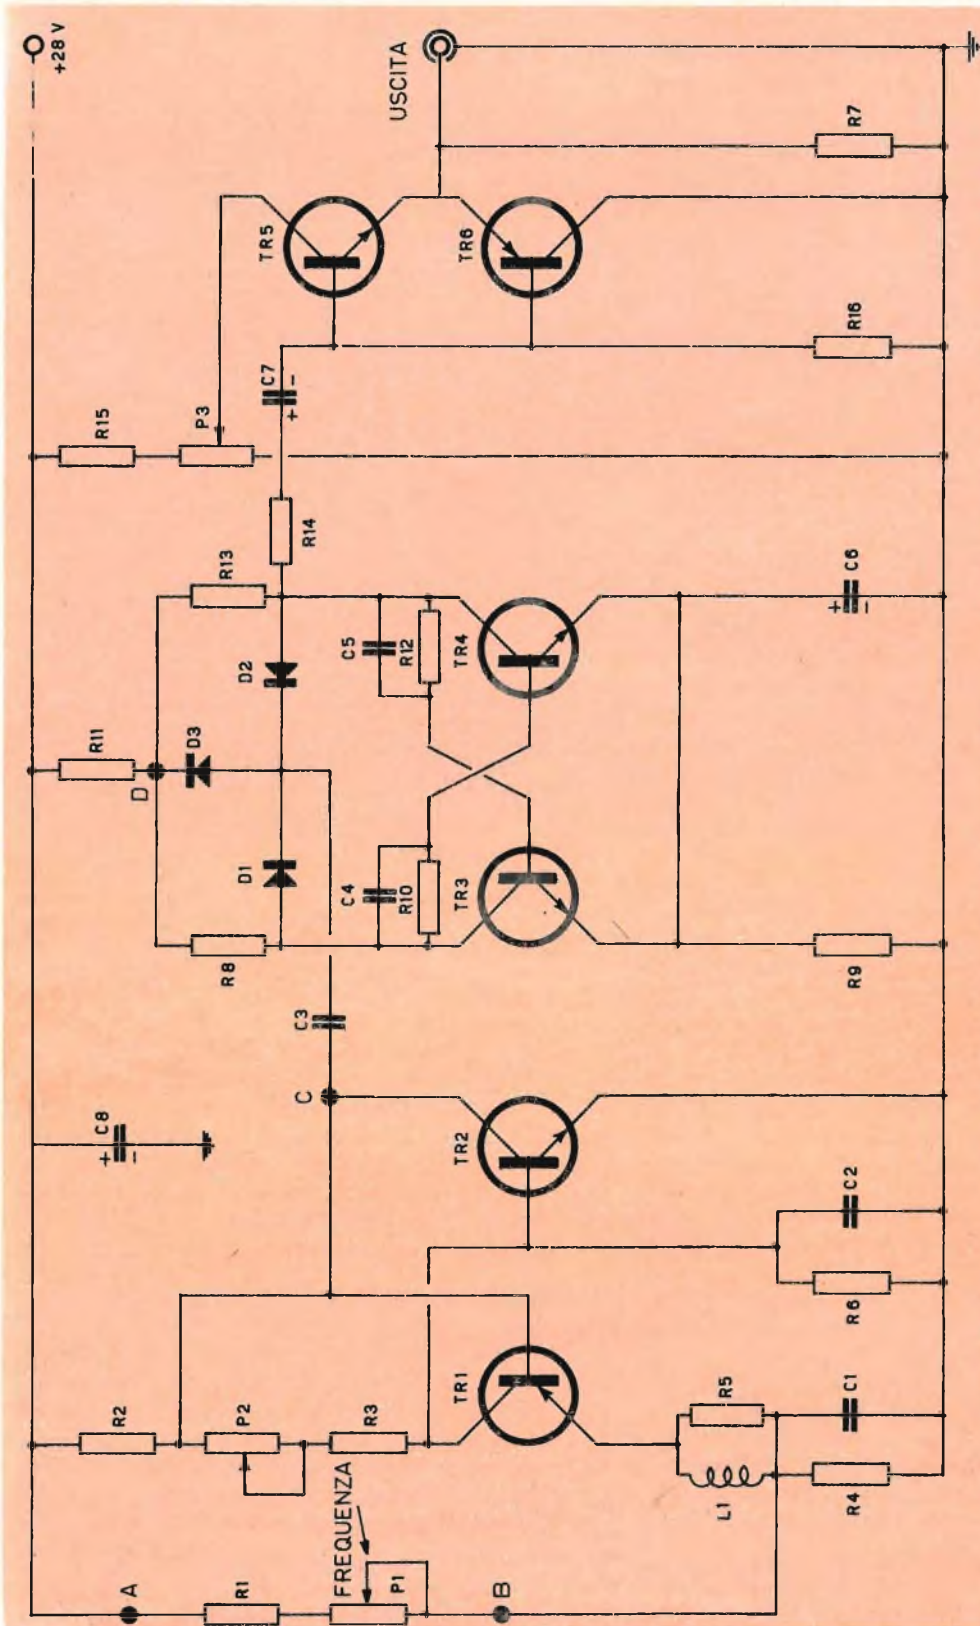 +28 V
USCITA
R15
P3
C7
+
-
TR5
TR6
R7
R16
R14
R13
R11
D
D3
D2
D1
R8
C5
R12
C4
R10
TR4
TR3
C6
+
-
R9
C3
C8
+
-
C
TR2
C2
R6
R2
P2
R3
TR1
R5
C1
L1
R4
A
R1
FREQUENZA
P1
B